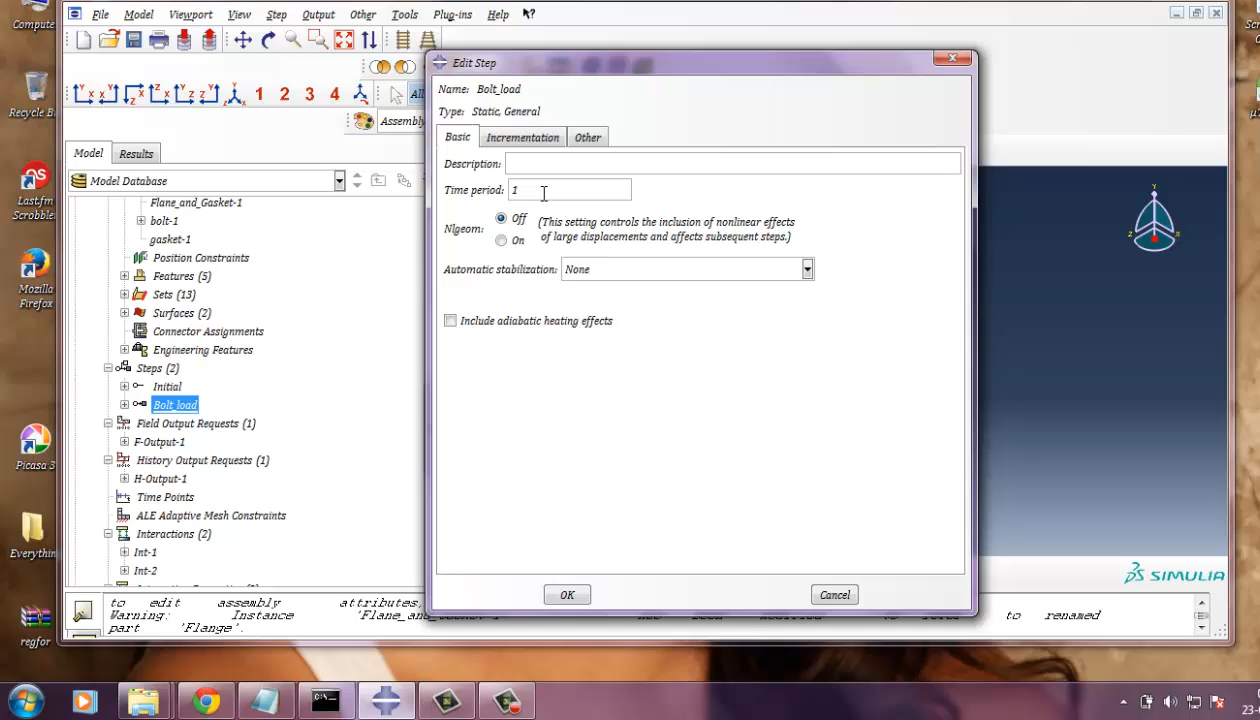 Compute
File Model Viewport View Step Output Other Tools Plug-ins Help
1 2 3 4
All
Assembly
Recycle B
Last.fm
Scrobble
Mozilla
Firefox
Picasa 3
Everythin
regfor
Model Results
Model Database
Flane_and_Gasket-1
bolt-1
gasket-1
Position Constraints
Features (5)
Sets (13)
Surfaces (2)
Connector Assignments
Engineering Features
Steps (2)
Initial
Bolt_load
Field Output Requests (1)
F-Output-1
History Output Requests (1)
H-Output-1
Time Points
ALE Adaptive Mesh Constraints
Interactions (2)
Int-1
Int-2
Edit Step
Name: Bolt_load
Type: Static, General
Basic Incrementation Other
Description:
Time period: 1
Nlgeom: Off (This setting controls the inclusion of nonlinear effects
On of large displacements and affects subsequent steps.)
Automatic stabilization: None
Include adiabatic heating effects
OK Cancel
Y
Z X
SIMULIA
to edit assembly attributes,
Warning: Instance
to renamed
part 'Flange'.
C:\
23-